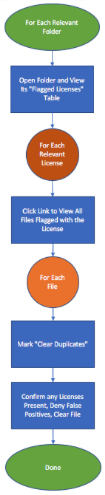 For Each Relevant
Folder
Open Folder and View
Its "Flagged Licenses"
Table
For Each
Relevant
License
Click Link to View All
Files Flagged with the
License
For Each
File
Mark "Clear Duplicates"
Confirm any Licenses
Present, Deny False
Positives, Clear File
Done